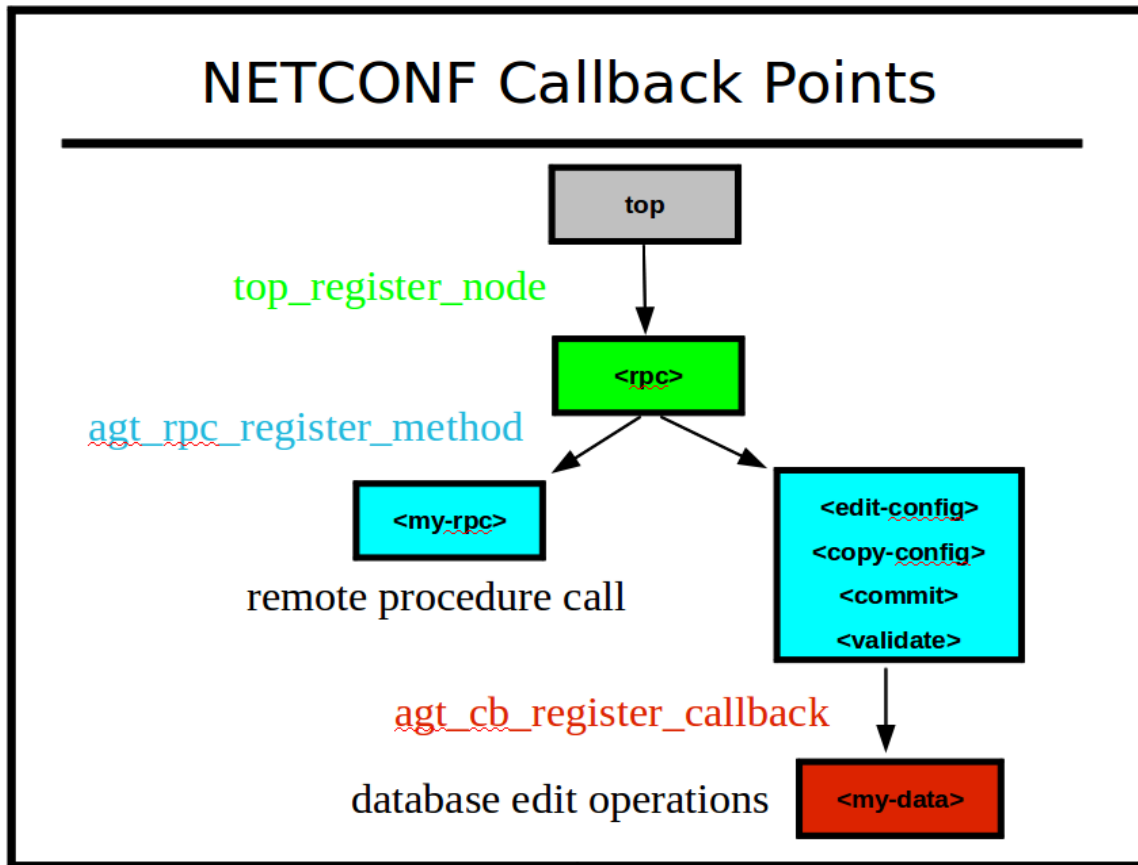 NETCONF Callback Points
top
top_register_node
<rpc>
agt_rpc_register_method
<my-rpc>
remote procedure call
<edit-config>
<copy-config>
<commit>
<validate>
agt_cb_register_callback
database edit operations
<my-data>